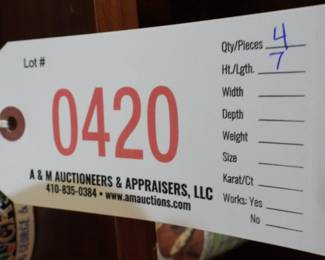 Lot #
0420
A & M AUCTIONEERS & APPRAISERS, LLC
410-835-0384 • www.amauctions.com
Qty/Pieces 4
Ht./Lgth. 7
Width
Depth
Weight
Size
Karat/Ct
Works: Yes
No